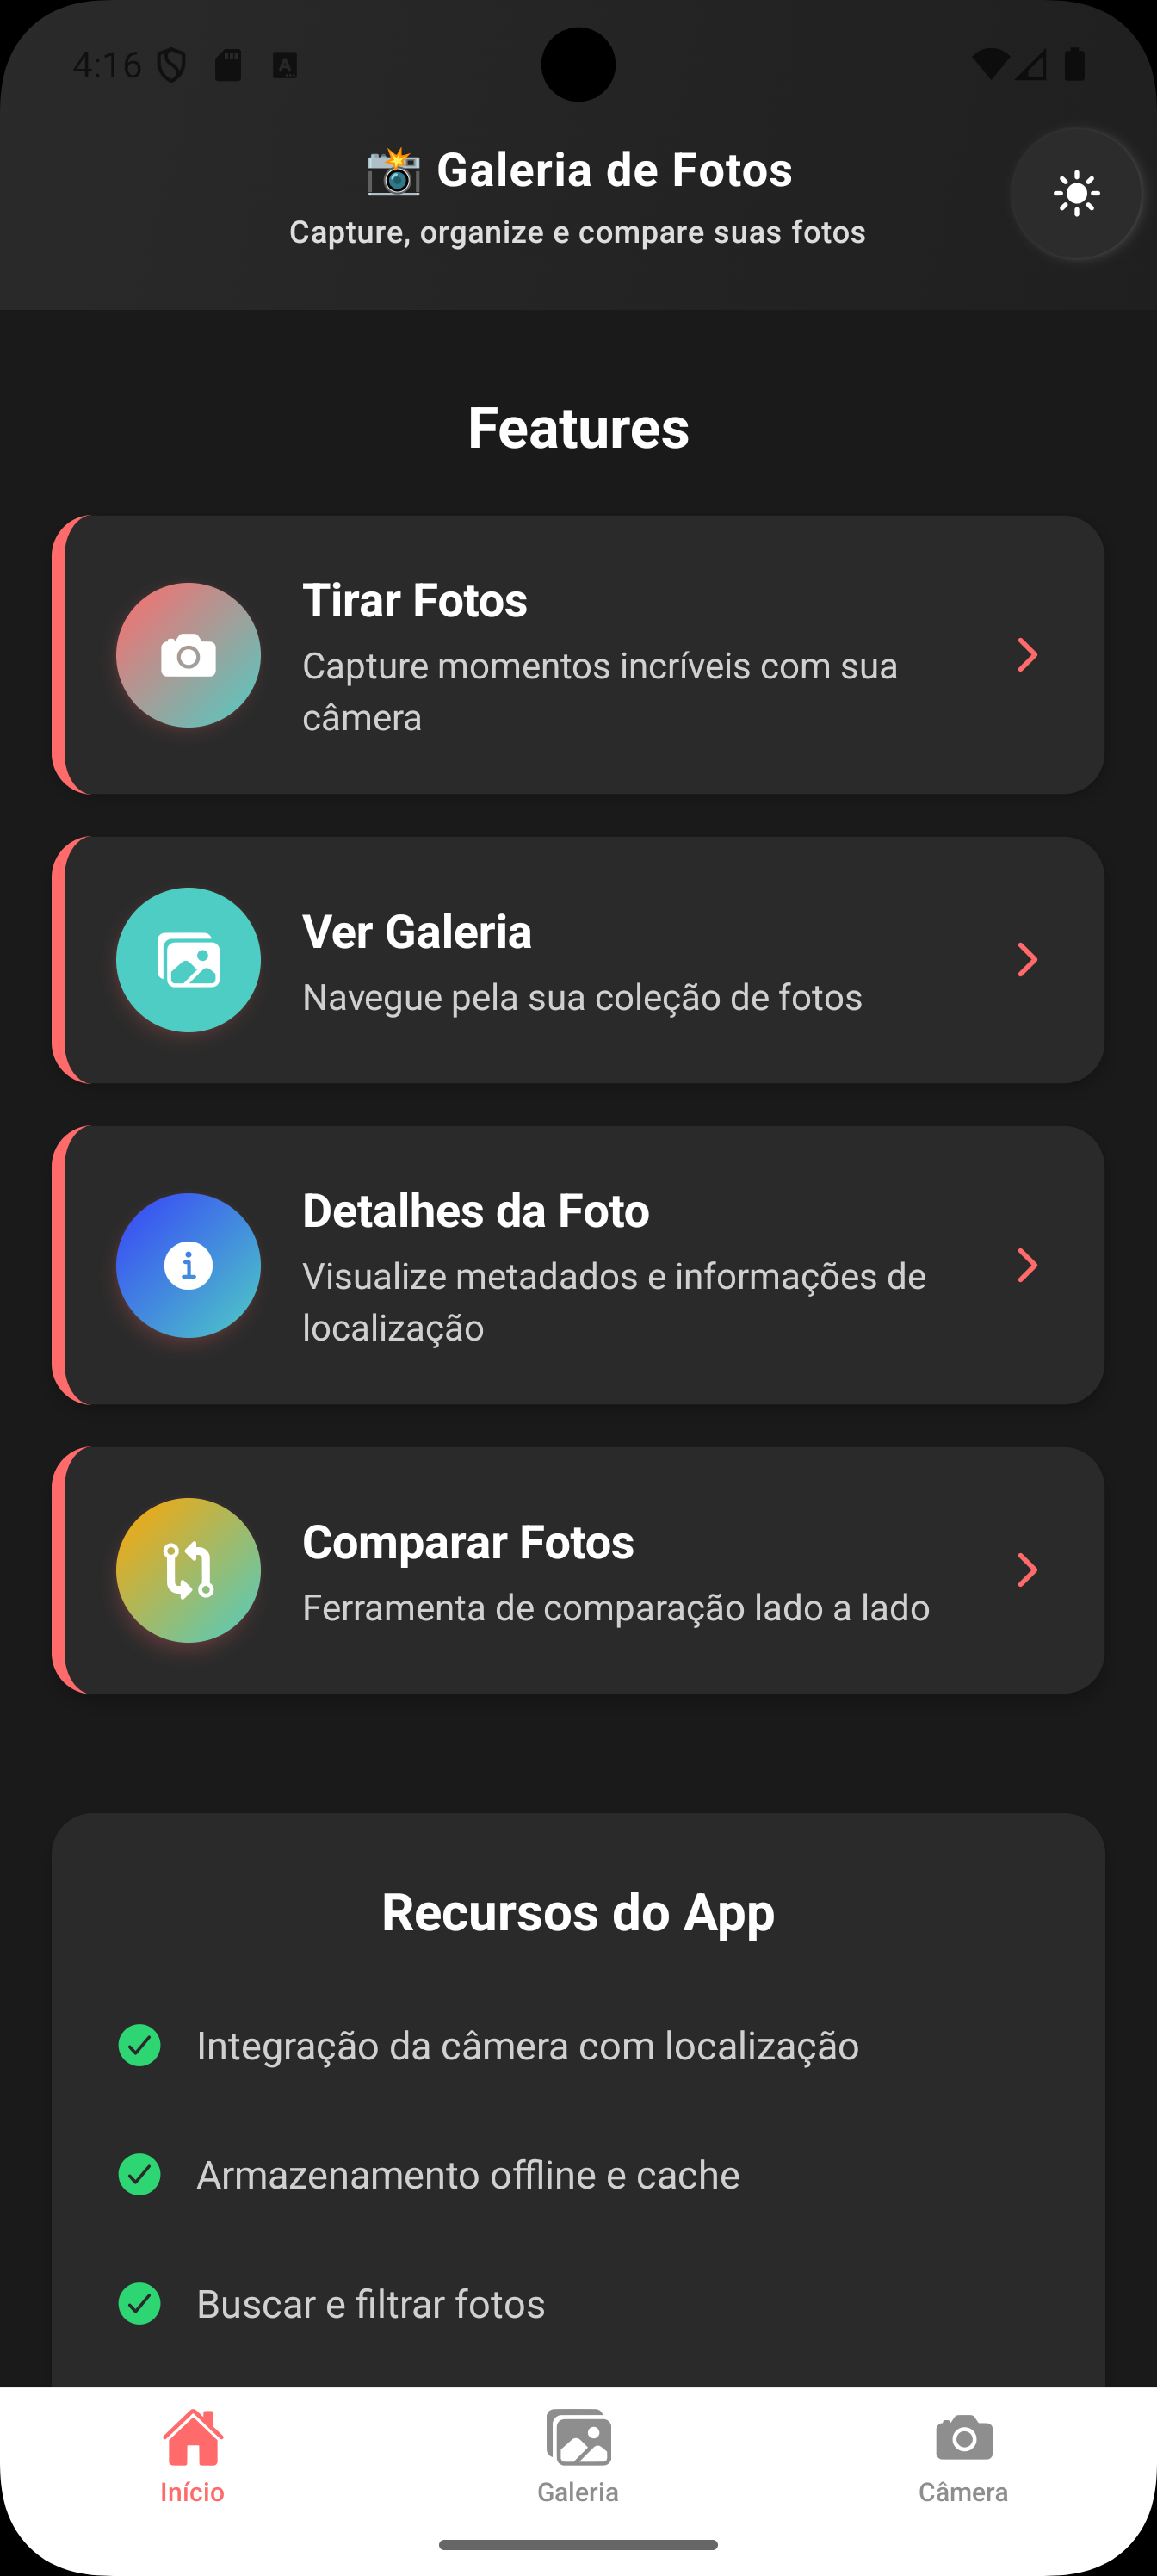 4:16
📸 Galeria de Fotos
Capture, organize e compare suas fotos
Features
Tirar Fotos
Capture momentos incríveis com sua
câmera
Ver Galeria
Navegue pela sua coleção de fotos
Detalhes da Foto
Visualize metadados e informações de
localização
Comparar Fotos
Ferramenta de comparação lado a lado
Recursos do App
Integração da câmera com localização
Armazenamento offline e cache
Buscar e filtrar fotos
Início
Galeria
Câmera